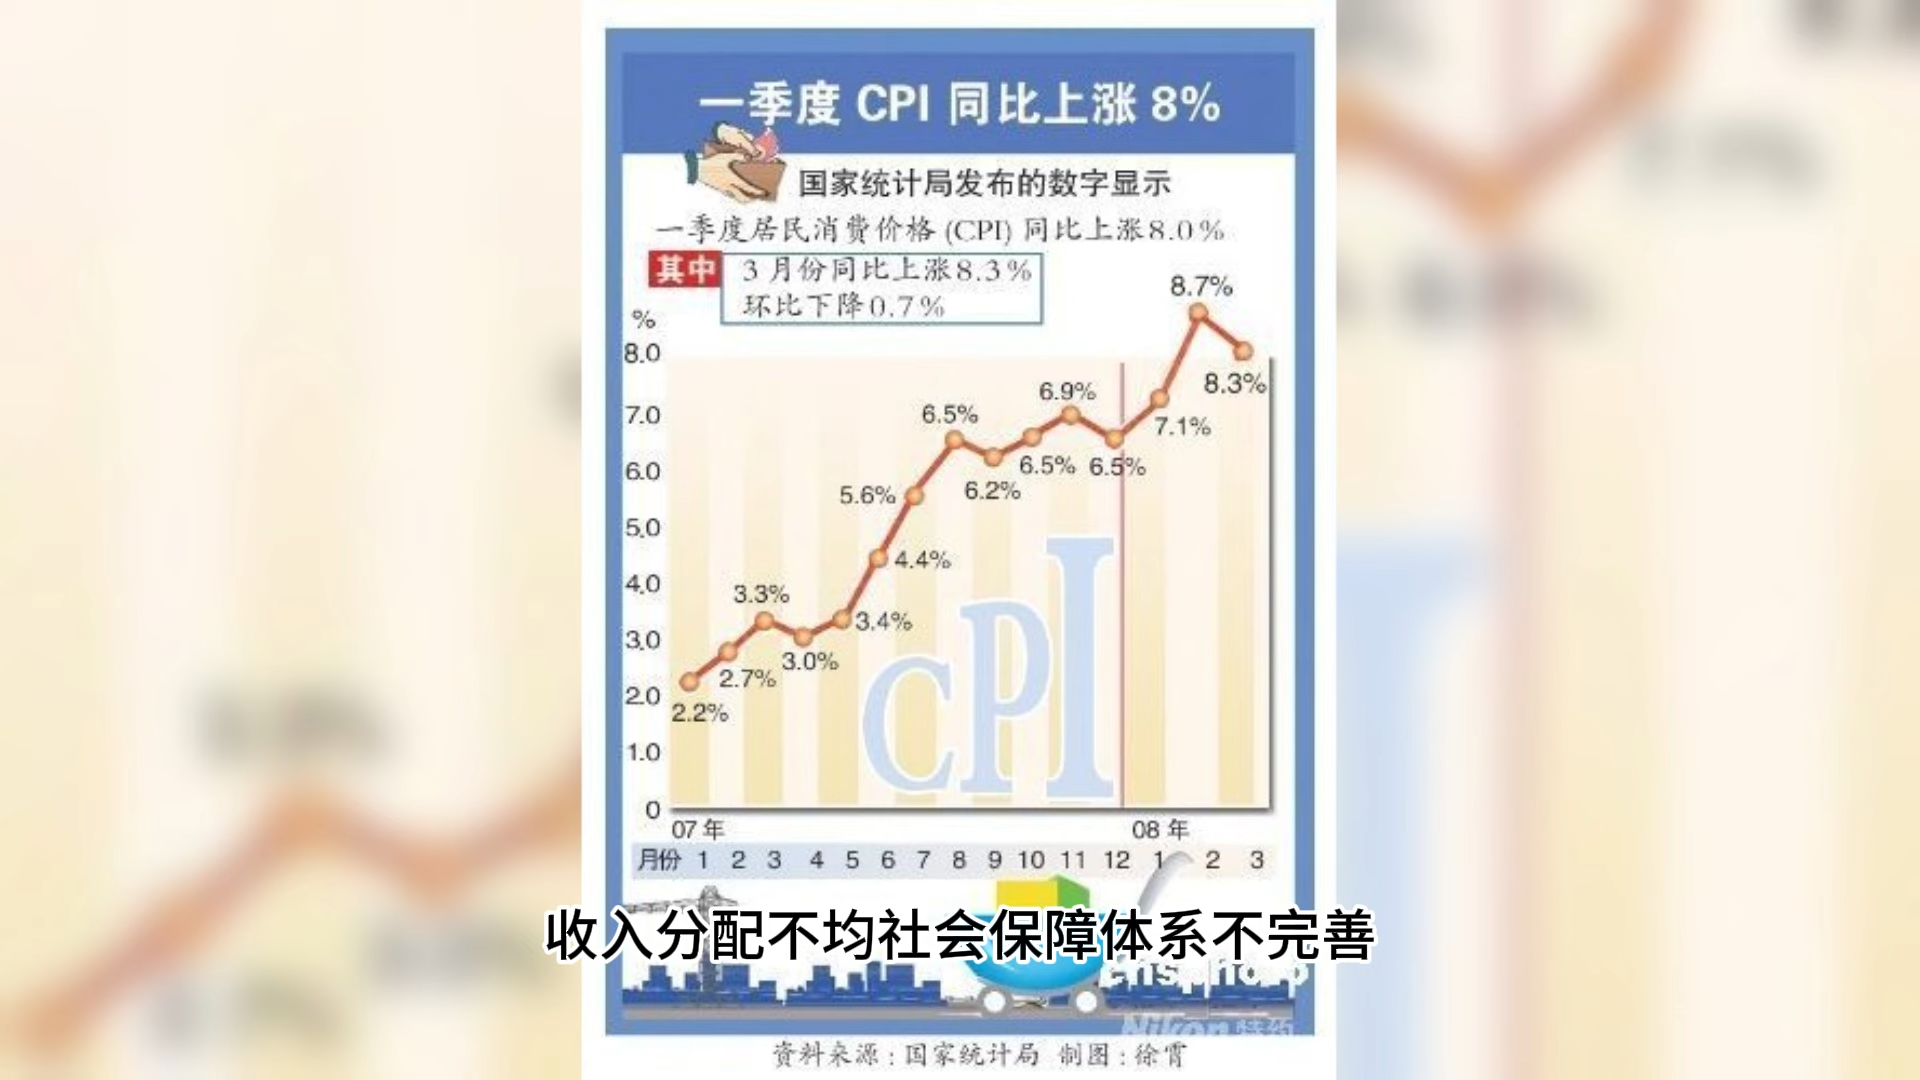 一季度 CPI 同比上涨 8%
国家统计局发布的数字显示
一季度居民消费价格 (CPI) 同比上涨8.0%
其中
3 月份同比上涨8.3%
环比下降0.7%
%
8.0
7.0
6.0
5.0
4.0
3.0
2.0
1.0
0
2.2%
2.7%
3.3%
3.0%
3.4%
4.4%
5.6%
6.5%
6.2%
6.5%
6.9%
6.5%
7.1%
8.7%
8.3%
CPI
07 年 08 年
月份 1 2 3 4 5 6 7 8 9 10 11 12 1 2 3
收入分配不均社会保障体系不完善
Nikon 特约
资料来源:国家统计局 制图:徐霄